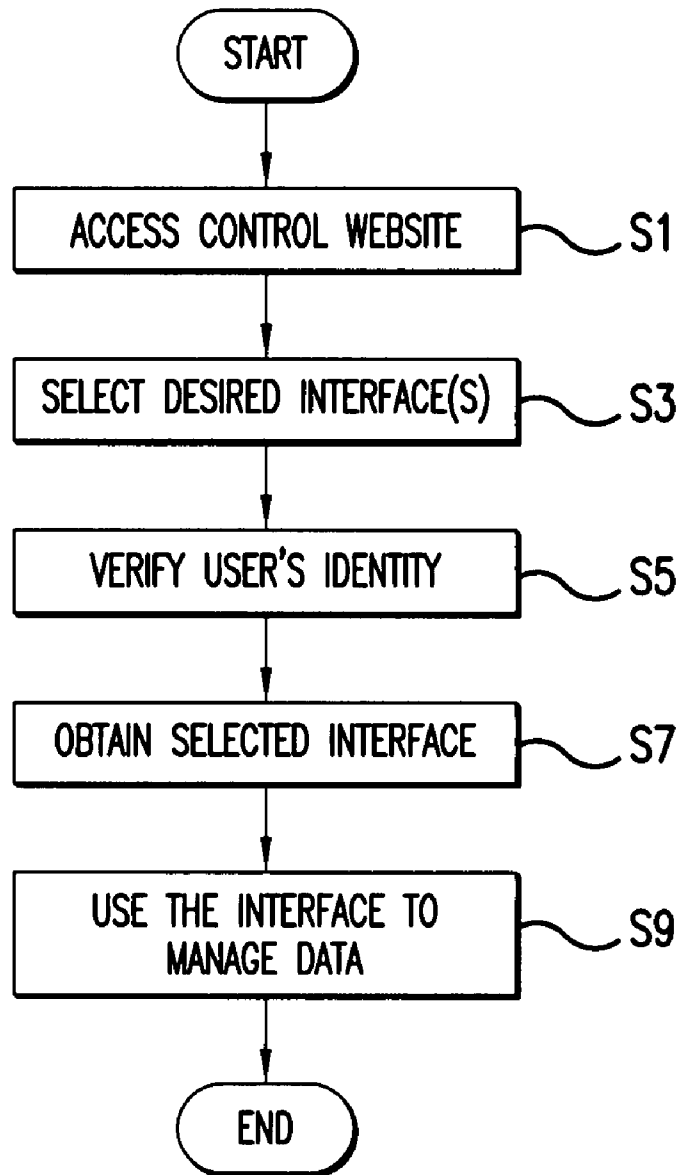 START
ACCESS CONTROL WEBSITE
S1
SELECT DESIRED INTERFACE(S)
S3
VERIFY USER'S IDENTITY
S5
OBTAIN SELECTED INTERFACE
S7
USE THE INTERFACE TO
MANAGE DATA
S9
END